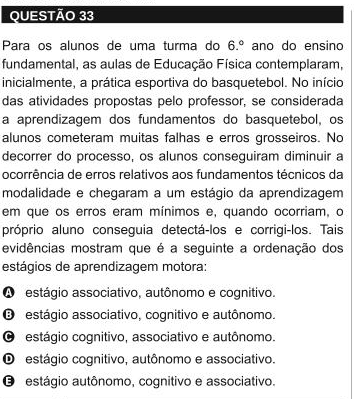 QUESTÃO 33
Para os alunos de uma turma do 6.º ano do ensino
fundamental, as aulas de Educação Física contemplaram,
inicialmente, a prática esportiva do basquetebol. No início
das atividades propostas pelo professor, se considerada
a aprendizagem dos fundamentos do basquetebol, os
alunos cometeram muitas falhas e erros grosseiros. No
decorrer do processo, os alunos conseguiram diminuir a
ocorrência de erros relativos aos fundamentos técnicos da
modalidade e chegaram a um estágio da aprendizagem
em que os erros eram mínimos e, quando ocorriam, o
próprio aluno conseguia detectá-los e corrigi-los. Tais
evidências mostram que é a seguinte a ordenação dos
estágios de aprendizagem motora:
A estágio associativo, autônomo e cognitivo.
B estágio associativo, cognitivo e autônomo.
C estágio cognitivo, associativo e autônomo.
D estágio cognitivo, autônomo e associativo.
E estágio autônomo, cognitivo e associativo.